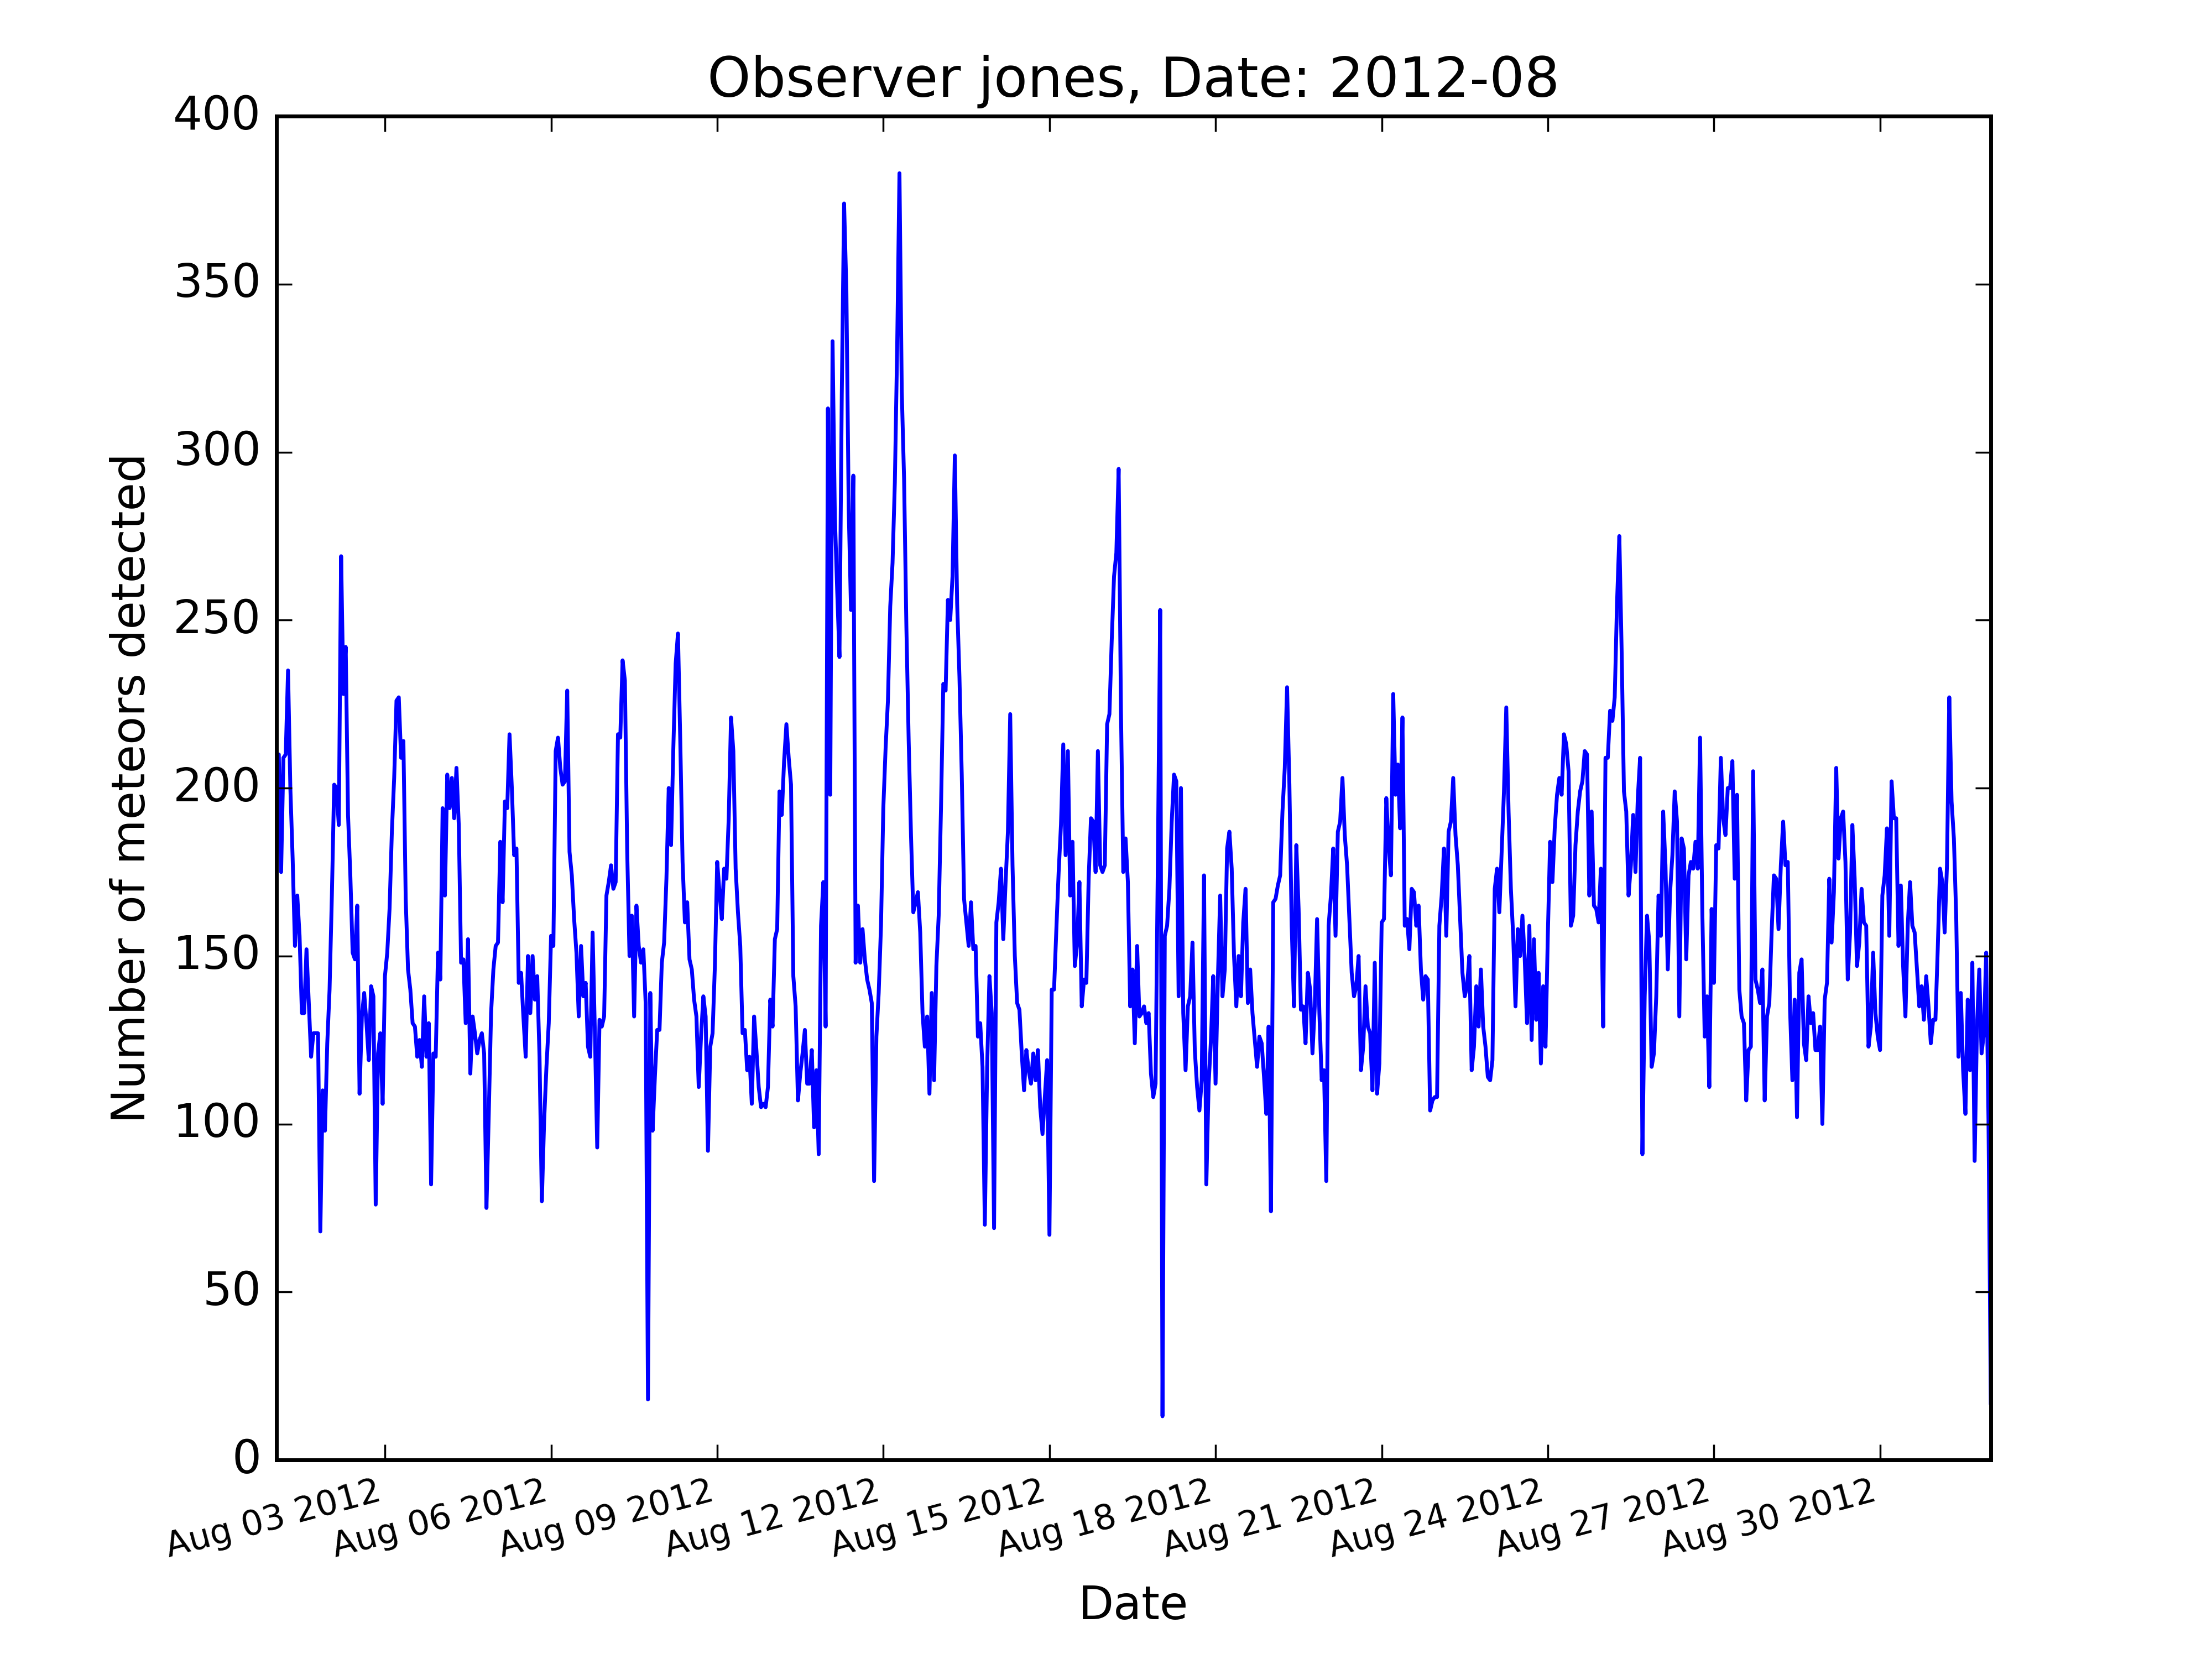 Observer jones, Date: 2012-08
400
350
300
250
200
150
100
50
0
Number of meteors detected
Aug 03 2012
Aug 06 2012
Aug 09 2012
Aug 12 2012
Aug 15 2012
Aug 18 2012
Aug 21 2012
Aug 24 2012
Aug 27 2012
Aug 30 2012
Date